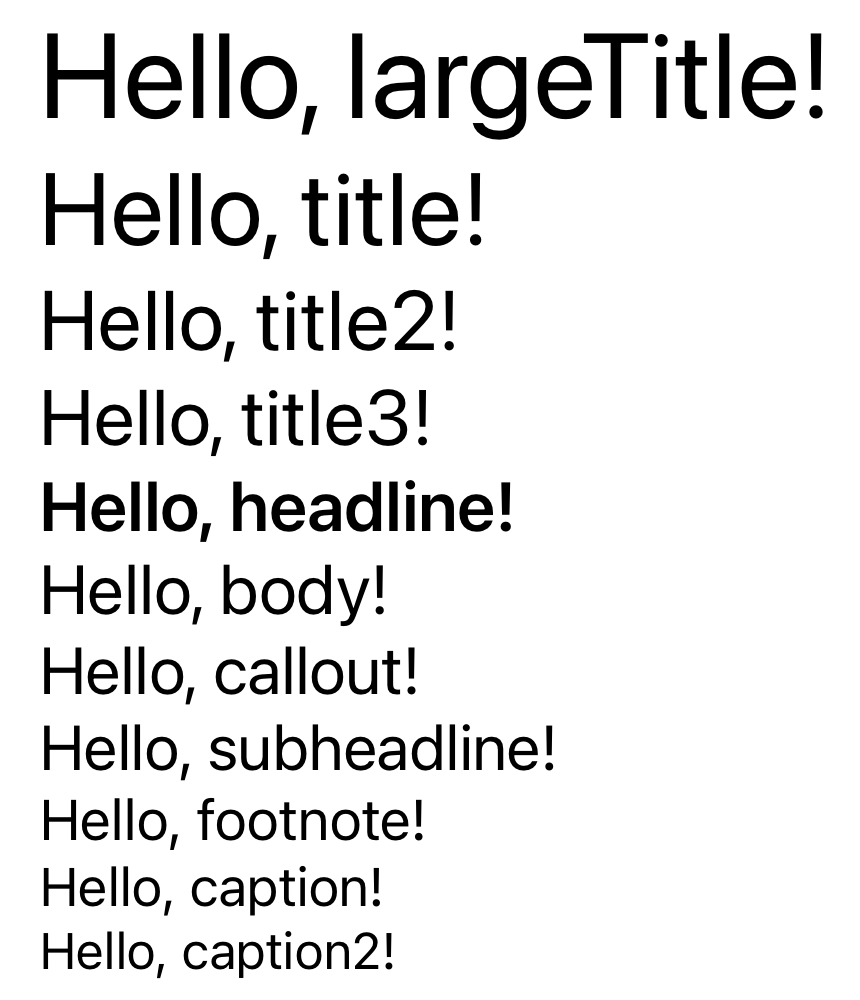 Hello, largeTitle!
Hello, title!
Hello, title2!
Hello, title3!
Hello, headline!
Hello, body!
Hello, callout!
Hello, subheadline!
Hello, footnote!
Hello, caption!
Hello, caption2!